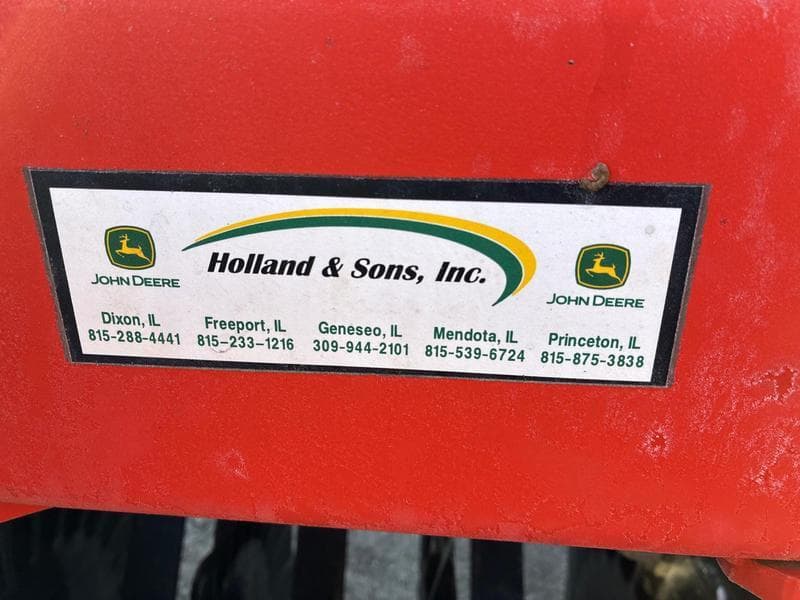 Holland & Sons, Inc.
JOHN DEERE
JOHN DEERE
Dixon, IL
815-288-4441
Freeport, IL
815-233-1216
Geneseo, IL
309-944-2101
Mendota, IL
815-539-6724
Princeton, IL
815-875-3838